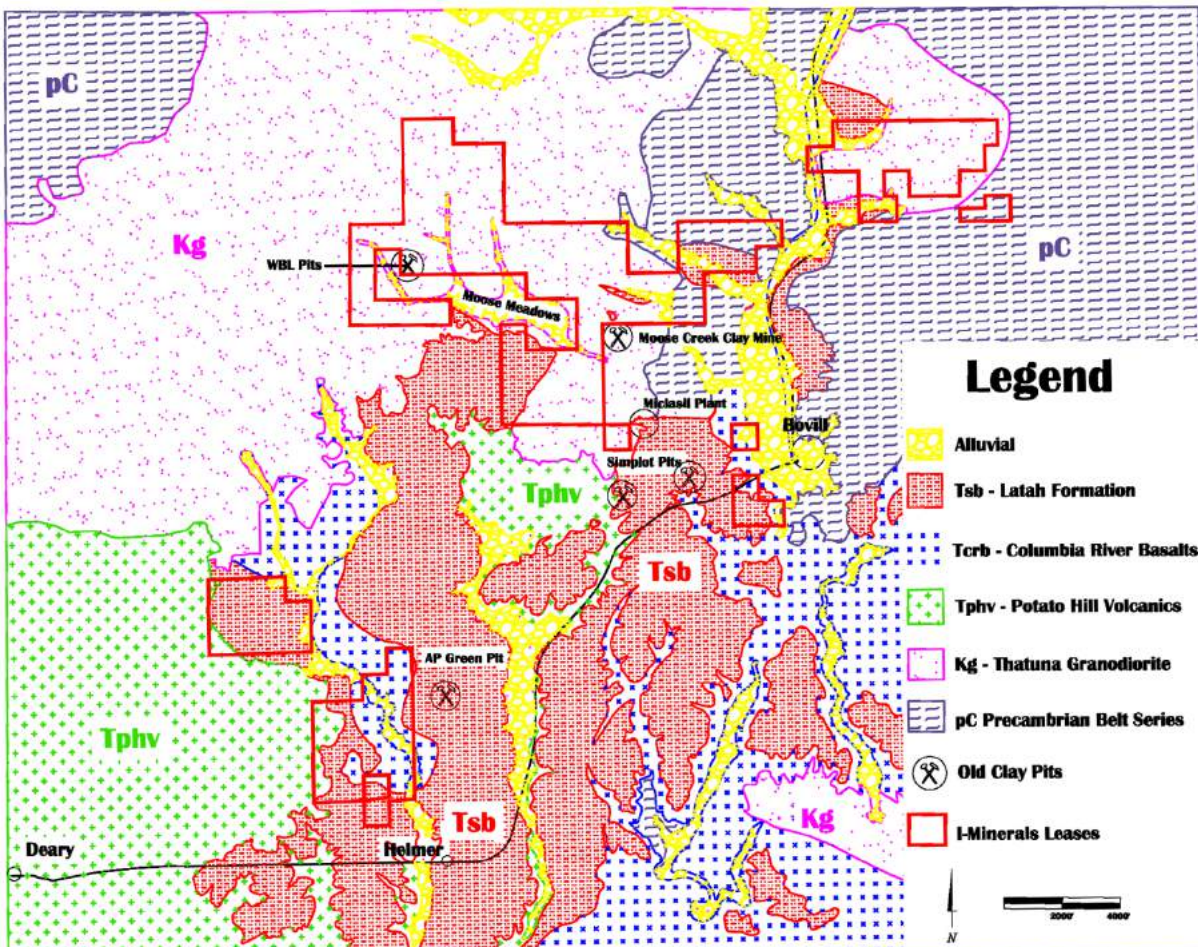 pC
Kg
WBL Pits
Moose Meadows
Moose Creek Clay Mine
pC
Miclasil Plant
Bovill
Simplot Pits
Tphv
Tsb
AP Green Pit
Tphv
Tsb
Kg
Deary
Helmer
Legend
Alluvial
Tsb - Latah Formation
Tcrb - Columbia River Basalts
Tphv - Potato Hill Volcanics
Kg - Thatuna Granodiorite
pC Precambrian Belt Series
Old Clay Pits
I-Minerals Leases
N
2000'
4000'